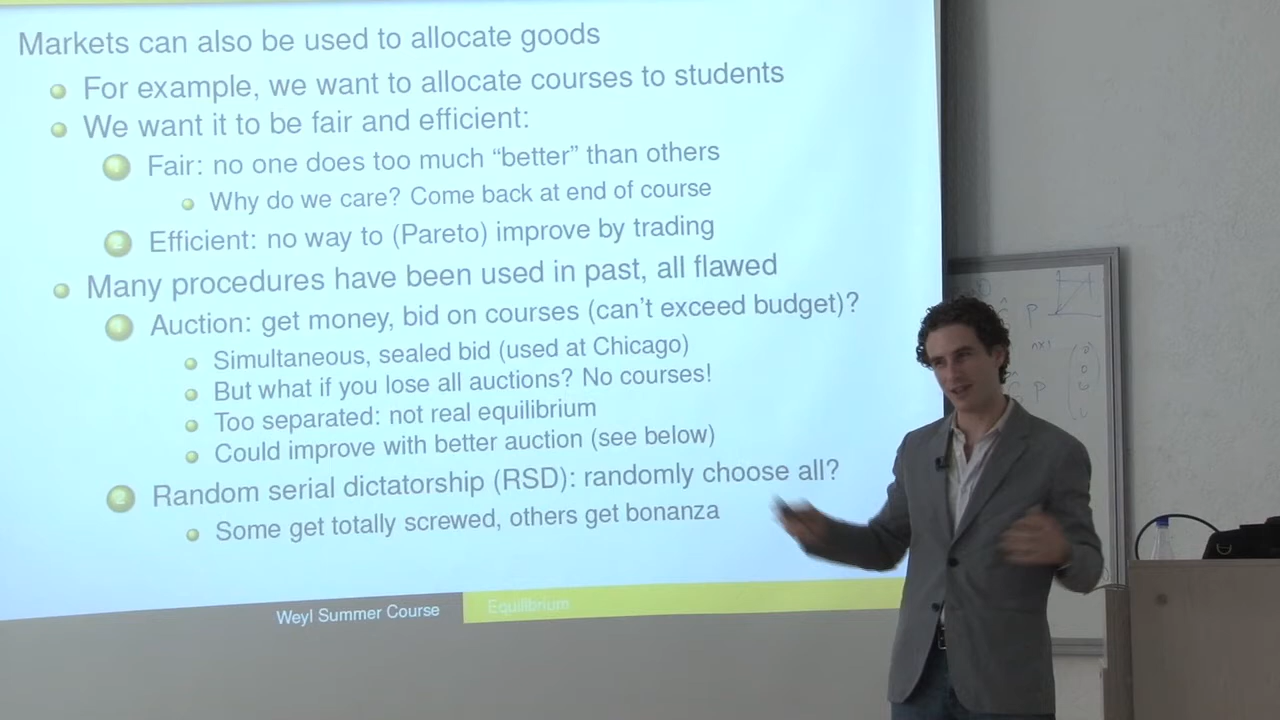 Markets can also be used to allocate goods
For example, we want to allocate courses to students
We want it to be fair and efficient:
1 Fair: no one does too much “better” than others
Why do we care? Come back at end of course
2 Efficient: no way to (Pareto) improve by trading
Many procedures have been used in past, all flawed
1 Auction: get money, bid on courses (can’t exceed budget)?
Simultaneous, sealed bid (used at Chicago)
But what if you lose all auctions? No courses!
Too separated: not real equilibrium
Could improve with better auction (see below)
2 Random serial dictatorship (RSD): randomly choose all?
Some get totally screwed, others get bonanza
Weyl Summer Course
Equilibrium
p
n×1
p